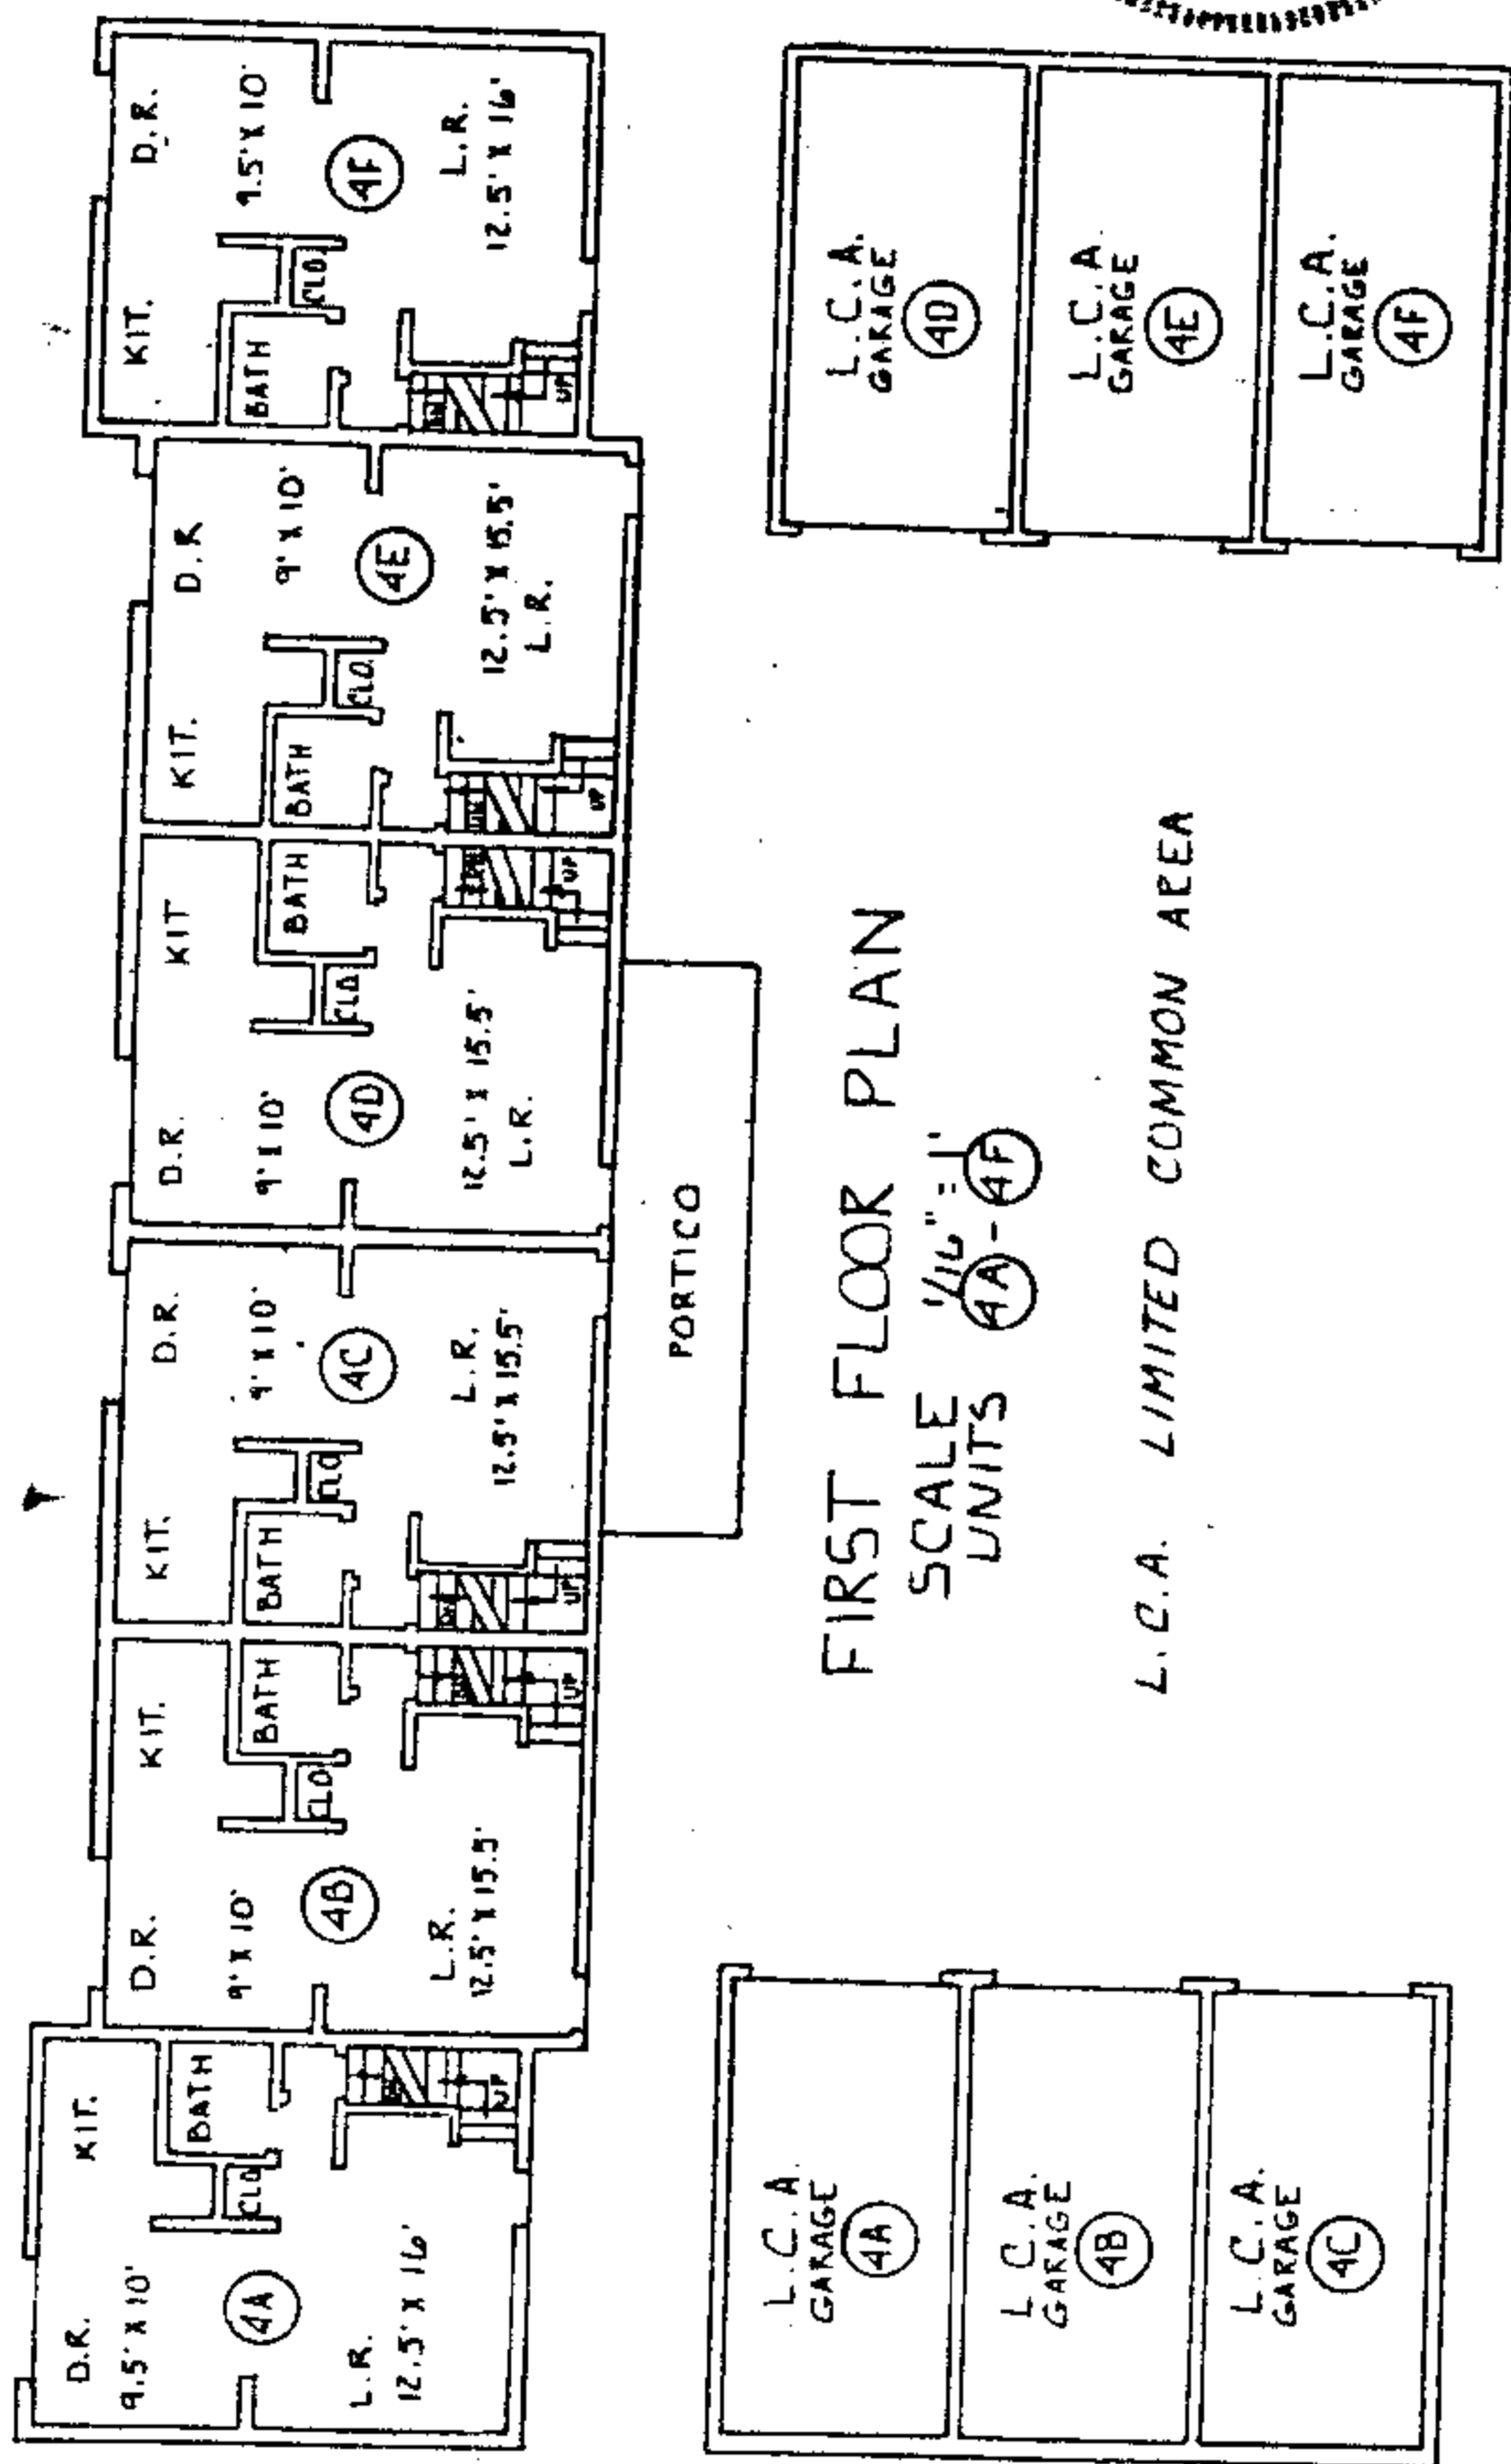 D.R.
9.5' X 10'
KIT.
BATH
CLO
4A
L.R.
12.5' X 16'
UP
D.R.
9' X 10'
KIT.
BATH
CLO
4B
L.R.
12.5' X 15.5'
UP
KIT.
D.R.
9' X 10'
BATH
CLO
4C
L.R.
12.5' X 15.5'
DN
UP
D.R.
9' X 10'
KIT
BATH
CLO
4D
12.5' X 15.5'
L.R.
UP
KIT.
D.R
9' X 10'
BATH
CLO
4E
12.5' X 15.5'
L.R.
UP
KIT.
D.R.
9.5' X 10'
BATH
CLO
4F
L.R.
12.5' X 16'
DN
UP
PORTICO
L.C.A
GARAGE
4A
L.C.A.
GARAGE
4B
L.C.A.
GARAGE
4C
FIRST FLOOR PLAN
SCALE 1/16" = 1'
UNITS 4A - 4F
L.C.A. LIMITED COMMON AREA
L.C.A.
GARAGE
4D
L.C.A
GARAGE
4E
L.C.A.
GARAGE
4F